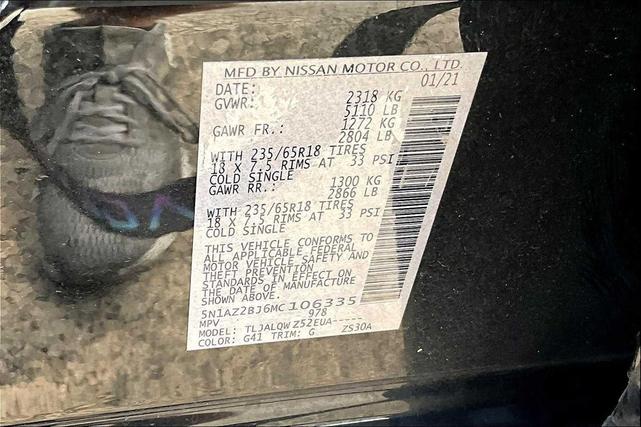 MFD BY NISSAN MOTOR CO., LTD.
DATE: 01/21
GVWR: 2318 KG
5110 LB
GAWR FR.: 1272 KG
2804 LB
WITH 235/65R18 TIRES
18 X 7.5 RIMS AT 33 PSI
COLD SINGLE
GAWR RR.: 1300 KG
2866 LB
WITH 235/65R18 TIRES
18 X 7.5 RIMS AT 33 PSI
COLD SINGLE
THIS VEHICLE CONFORMS TO
ALL APPLICABLE FEDERAL
MOTOR VEHICLE SAFETY AND
THEFT PREVENTION
STANDARDS IN EFFECT ON
THE DATE OF MANUFACTURE
SHOWN ABOVE.
5N1AZ2BJ6MC106335
MPV 978
MODEL: TLJALQWZ52EUA-----
COLOR: G41 TRIM: G ZS30A